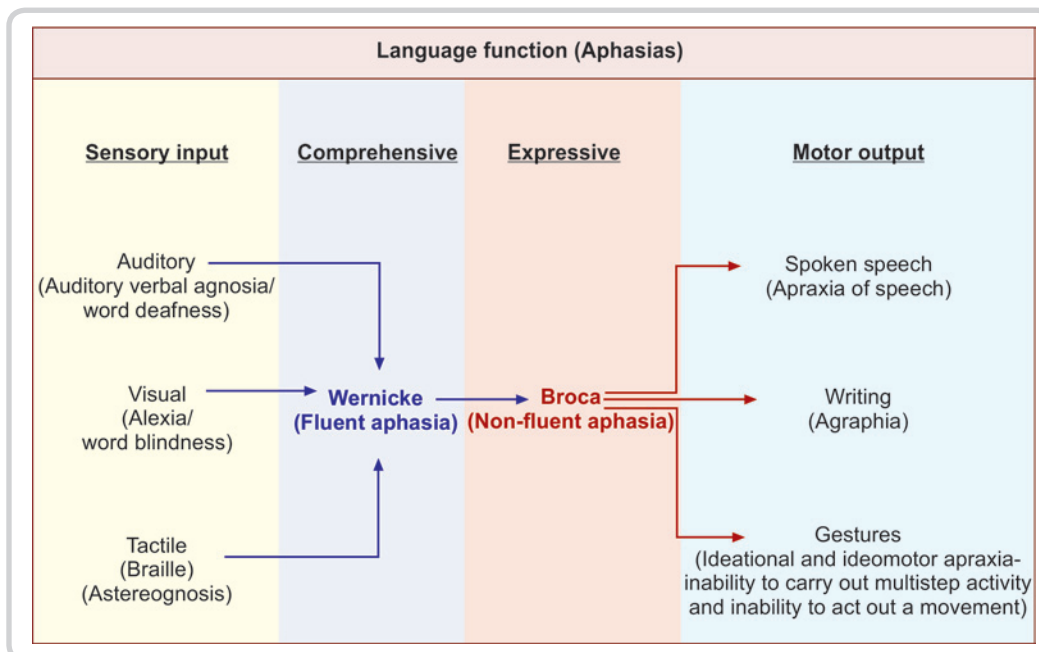 Language function (Aphasias)
Sensory input
Comprehensive
Expressive
Motor output
Auditory
(Auditory verbal agnosia/
word deafness)
Visual
(Alexia/
word blindness)
Tactile
(Braille)
(Astereognosis)
Wernicke
(Fluent aphasia)
Broca
(Non-fluent aphasia)
Spoken speech
(Apraxia of speech)
Writing
(Agraphia)
Gestures
(Ideational and ideomotor apraxia-
inability to carry out multistep activity
and inability to act out a movement)